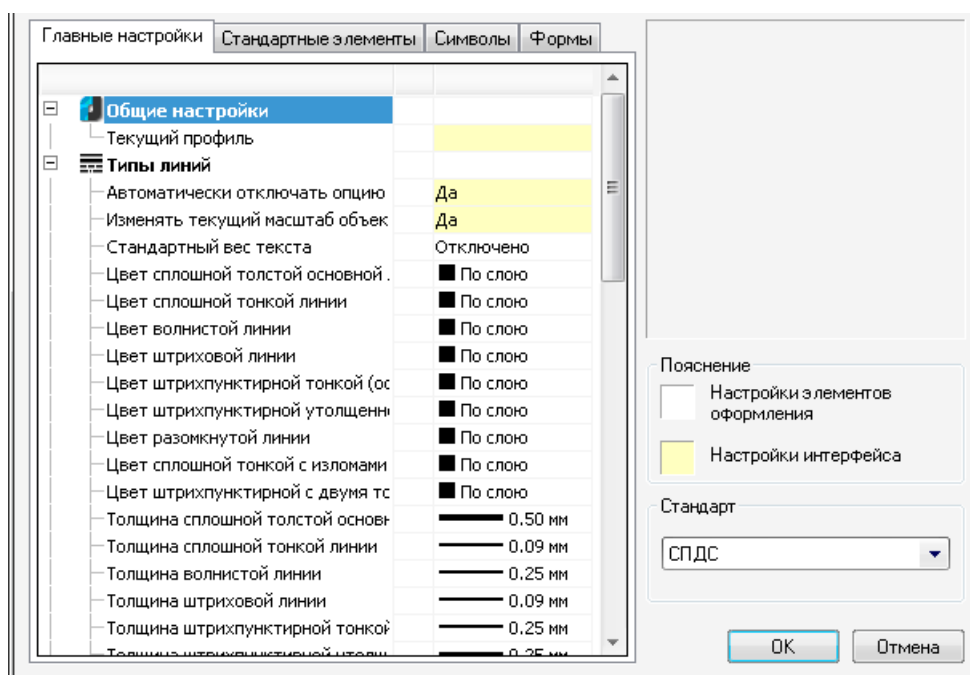 Главные настройки Стандартные элементы Символы Формы
Общие настройки
Текущий профиль
Типы линий
Автоматически отключать опцию Да
Изменять текущий масштаб объек Да
Стандартный вес текста Отключено
Цвет сплошной толстой основной По слою
Цвет сплошной тонкой линии По слою
Цвет волнистой линии По слою
Цвет штриховой линии По слою
Цвет штрихпунктирной тонкой (ос По слою
Цвет штрихпунктирной утолщенн По слою
Цвет разомкнутой линии По слою
Цвет сплошной тонкой с изломами По слою
Цвет штрихпунктирной с двумя тс По слою
Толщина сплошной толстой основн 0.50 мм
Толщина сплошной тонкой линии 0.09 мм
Толщина волнистой линии 0.25 мм
Толщина штриховой линии 0.09 мм
Толщина штрихпунктирной тонкой 0.25 мм
Пояснение
Настройки элементов
оформления
Настройки интерфейса
Стандарт
СПДС
ОК Отмена